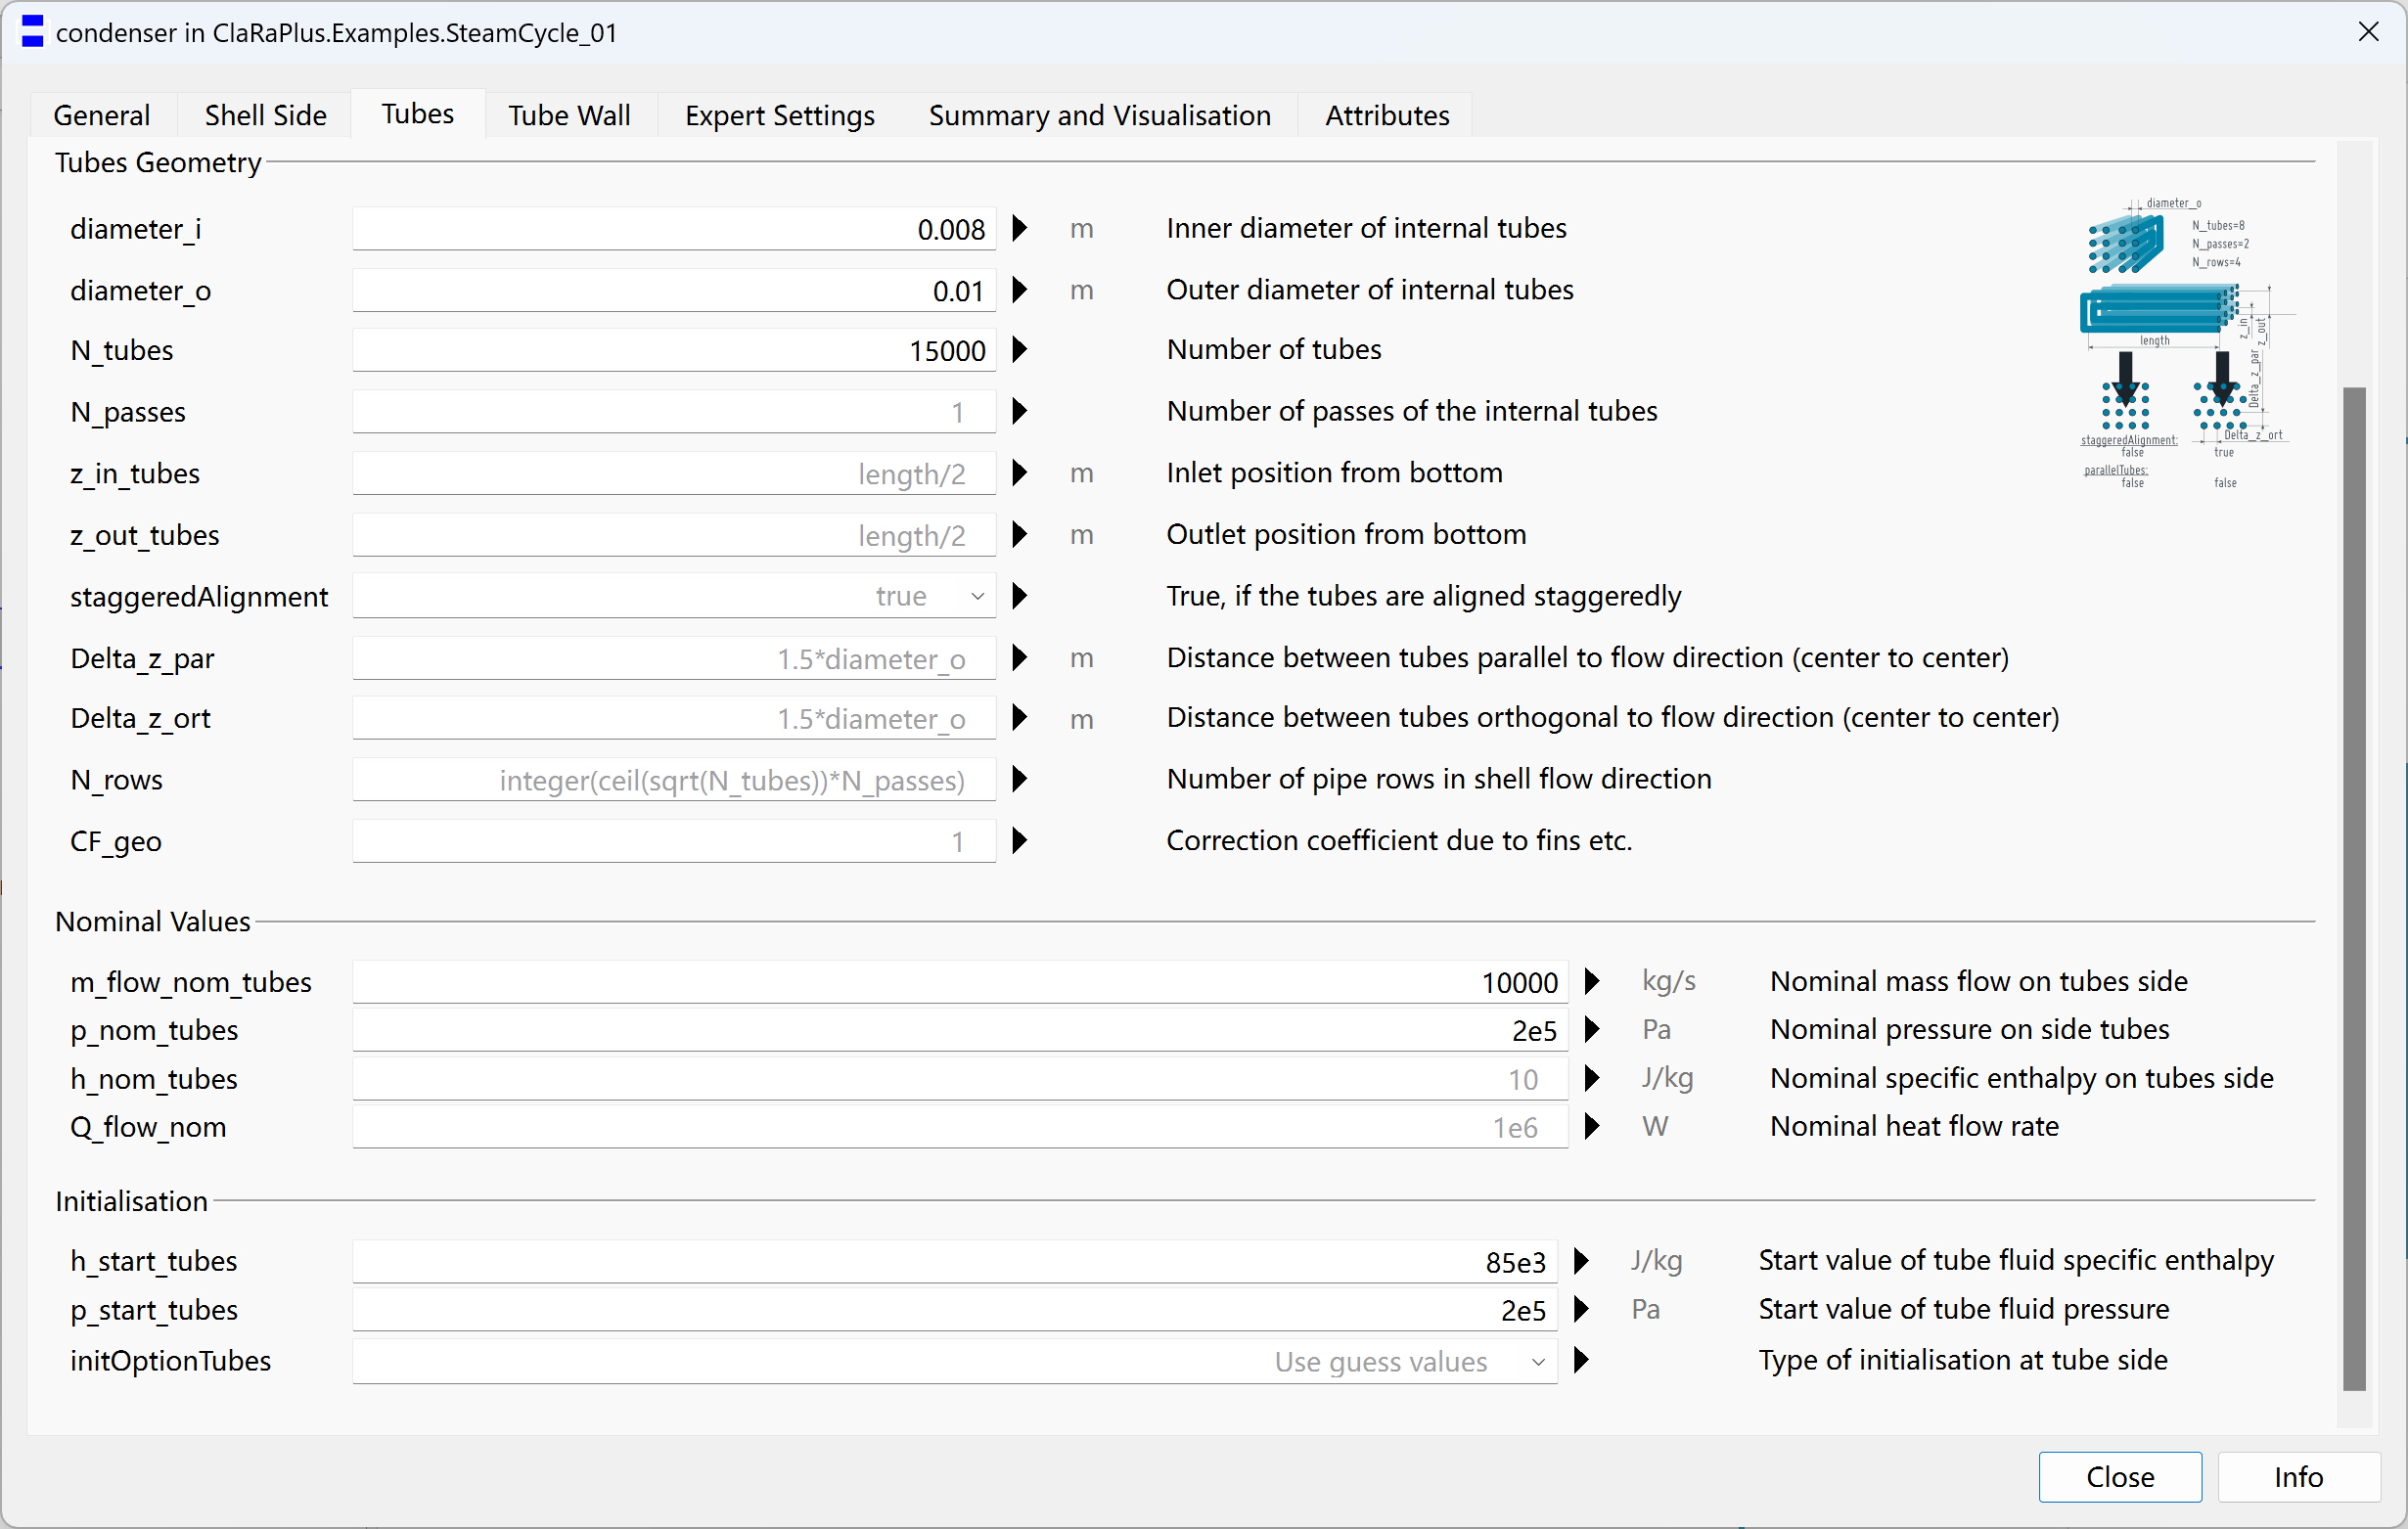 condenser in ClaRaPlus.Examples.SteamCycle_01
General Shell Side Tubes Tube Wall Expert Settings Summary and Visualisation Attributes
Tubes Geometry
diameter_i 0.008 m Inner diameter of internal tubes
diameter_o 0.01 m Outer diameter of internal tubes
N_tubes 15000 Number of tubes
N_passes 1 Number of passes of the internal tubes
z_in_tubes length/2 m Inlet position from bottom
z_out_tubes length/2 m Outlet position from bottom
staggeredAlignment true True, if the tubes are aligned staggeredly
Delta_z_par 1.5*diameter_o m Distance between tubes parallel to flow direction (center to center)
Delta_z_ort 1.5*diameter_o m Distance between tubes orthogonal to flow direction (center to center)
N_rows integer(ceil(sqrt(N_tubes))*N_passes) Number of pipe rows in shell flow direction
CF_geo 1 Correction coefficient due to fins etc.
diameter_o
N_tubes=8
N_passes=2
N_rows=4
length
z_in
z_out
Delta_z_par
Delta_z_ort
staggeredAlignment:
false true
parallelTubes:
false false
Nominal Values
m_flow_nom_tubes 10000 kg/s Nominal mass flow on tubes side
p_nom_tubes 2e5 Pa Nominal pressure on side tubes
h_nom_tubes 10 J/kg Nominal specific enthalpy on tubes side
Q_flow_nom 1e6 W Nominal heat flow rate
Initialisation
h_start_tubes 85e3 J/kg Start value of tube fluid specific enthalpy
p_start_tubes 2e5 Pa Start value of tube fluid pressure
initOptionTubes Use guess values Type of initialisation at tube side
Close Info